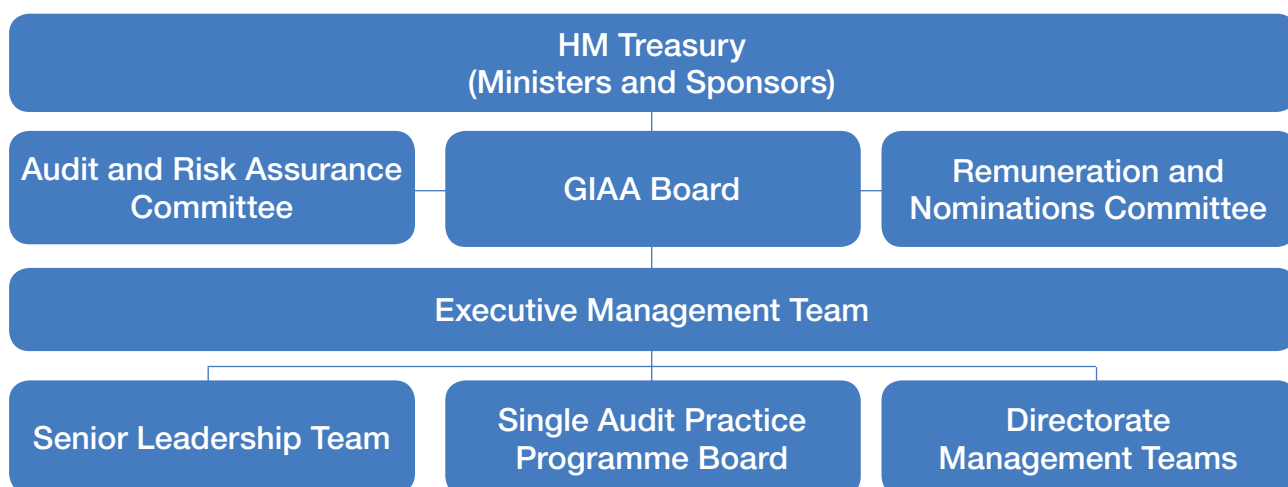 HM Treasury
(Ministers and Sponsors)
Audit and Risk Assurance
Committee
GIAA Board
Remuneration and
Nominations Committee
Executive Management Team
Senior Leadership Team
Single Audit Practice
Programme Board
Directorate
Management Teams